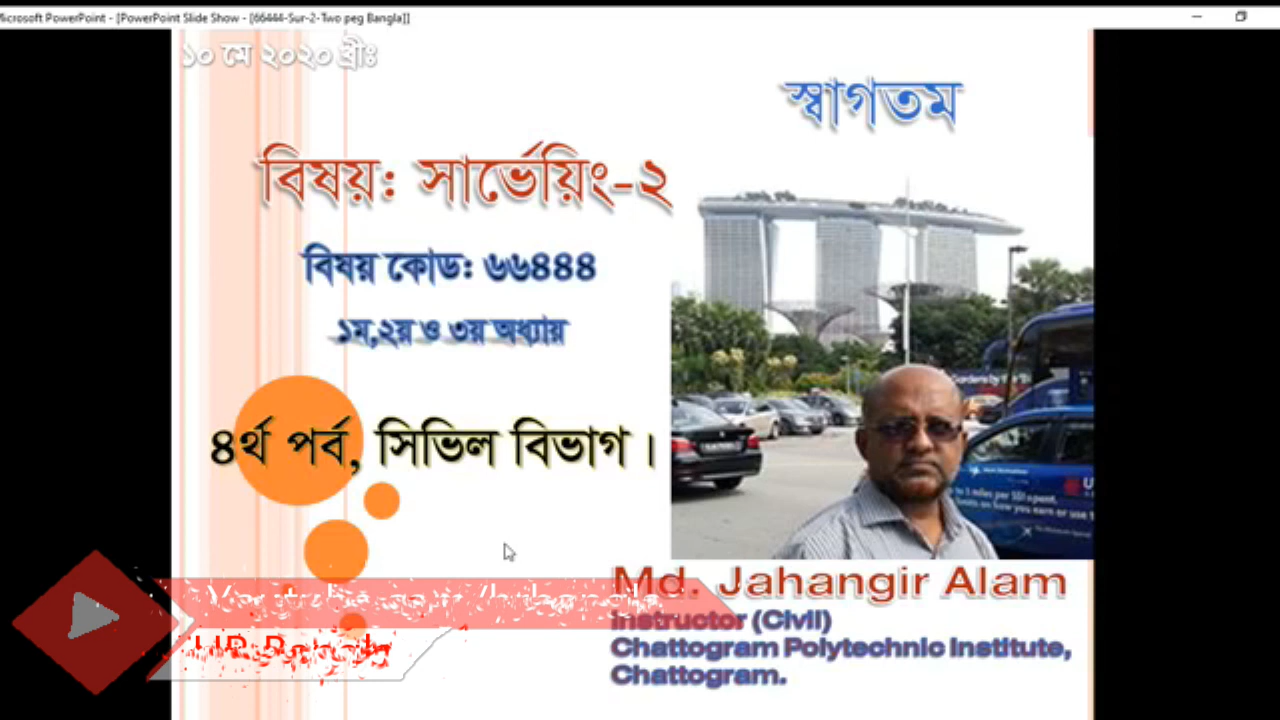 Microsoft PowerPoint - [PowerPoint Slide Show - [66444-Sur-2-Two peg Bangla]]
১০ মে ২০২০ খ্রীঃ
স্বাগতম
বিষয়: সার্ভেয়িং-২
বিষয় কোড: ৬৬৪৪৪
১ম,২য় ও ৩য় অধ্যায়
৪র্থ পর্ব, সিভিল বিভাগ।
Md. Jahangir Alam
Instructor (Civil)
Chattogram Polytechnic Institute,
Chattogram.